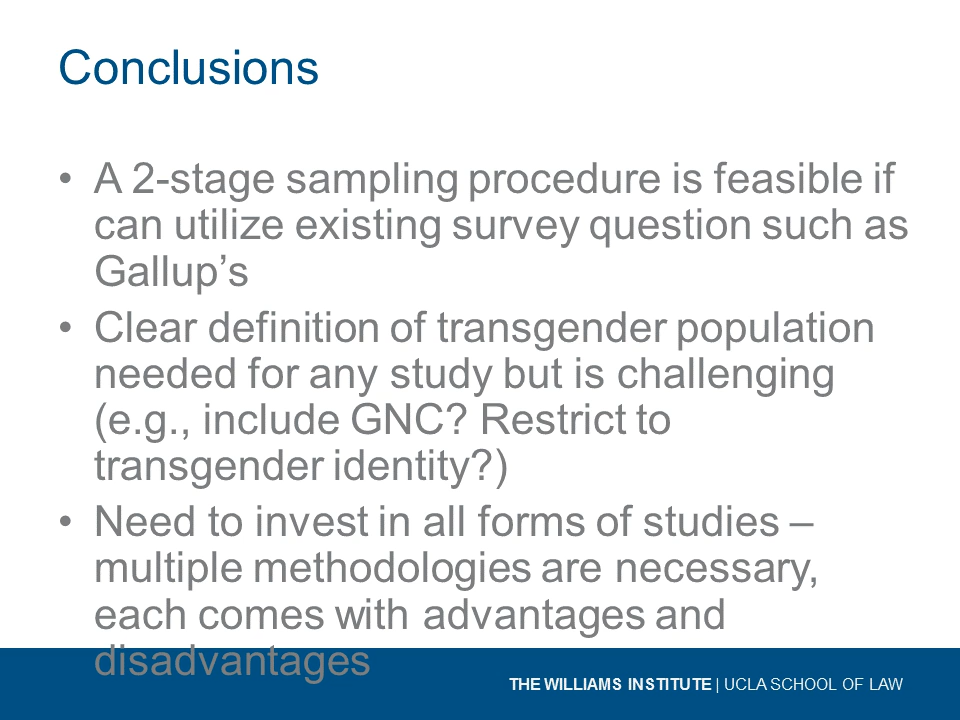 Conclusions
• A 2-stage sampling procedure is feasible if
can utilize existing survey question such as
Gallup’s
• Clear definition of transgender population
needed for any study but is challenging
(e.g., include GNC? Restrict to
transgender identity?)
• Need to invest in all forms of studies –
multiple methodologies are necessary,
each comes with advantages and
disadvantages
THE WILLIAMS INSTITUTE | UCLA SCHOOL OF LAW